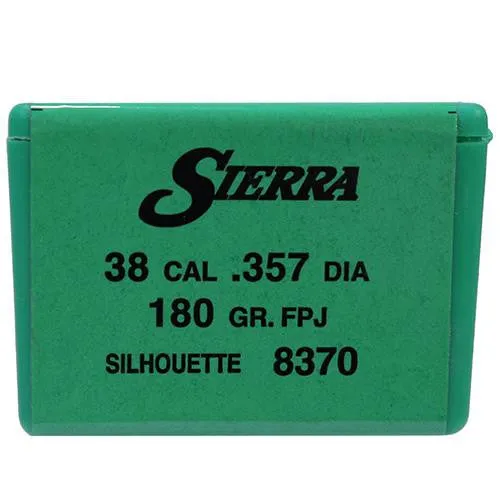 SIERRA
38 CAL .357 DIA
180 GR. FPJ
SILHOUETTE 8370